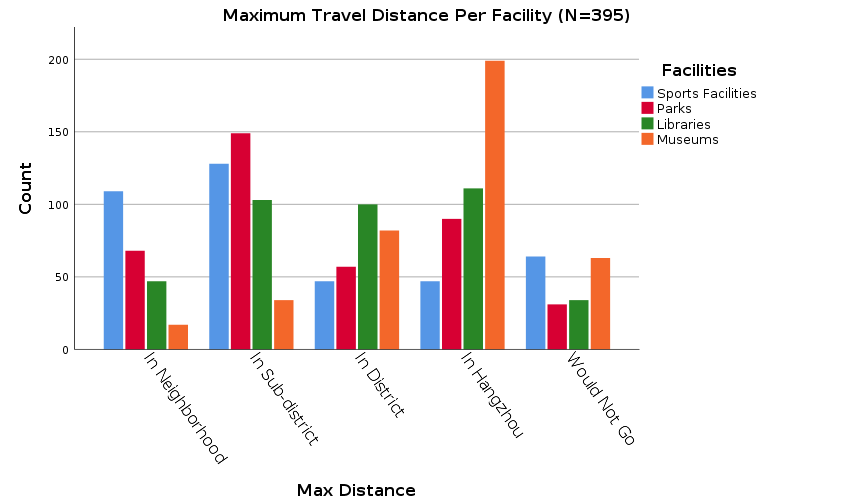 Maximum Travel Distance Per Facility (N=395)
Facilities
Sports Facilities
Parks
Libraries
Museums
Count
200
150
100
50
0
In Neighborhood
In Sub-district
In District
In Hangzhou
Would Not Go
Max Distance